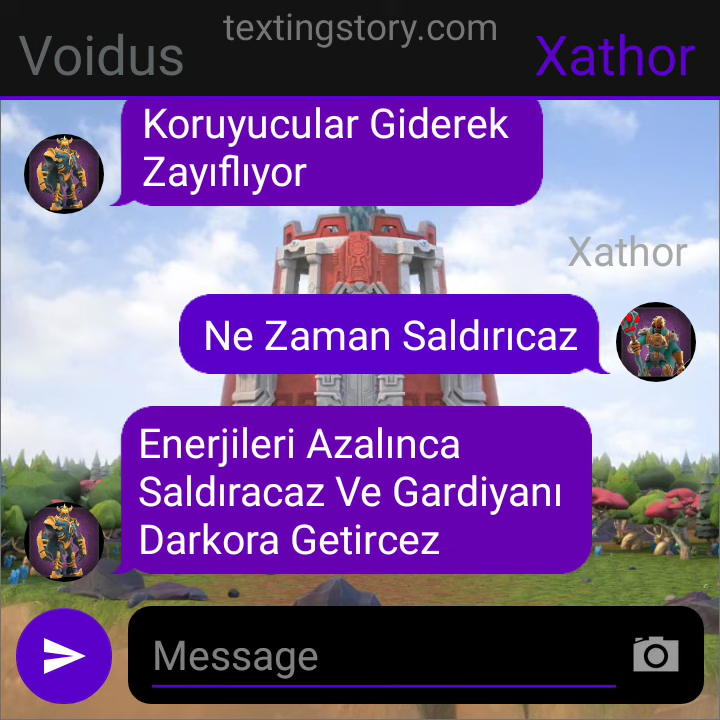 textingstory.com
Voidus
Xathor
Koruyucular Giderek
Zayıflıyor
Xathor
Ne Zaman Saldırıcaz
Enerjileri Azalınca
Saldıracaz Ve Gardiyanı
Darkora Getircez
Message